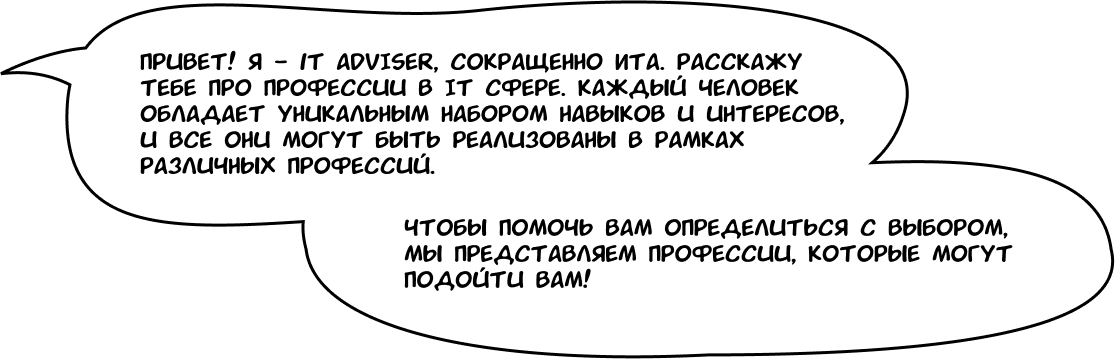 ПРИВЕТ! Я - IT ADVISER, СОКРАЩЕННО ИТА. РАССКАЖУ
ТЕБЕ ПРО ПРОФЕССИИ В IT СФЕРЕ. КАЖДЫЙ ЧЕЛОВЕК
ОБЛАДАЕТ УНИКАЛЬНЫМ НАБОРОМ НАВЫКОВ И ИНТЕРЕСОВ,
И ВСЕ ОНИ МОГУТ БЫТЬ РЕАЛИЗОВАНЫ В РАМКАХ
РАЗЛИЧНЫХ ПРОФЕССИЙ.
ЧТОБЫ ПОМОЧЬ ВАМ ОПРЕДЕЛИТЬСЯ С ВЫБОРОМ,
МЫ ПРЕДСТАВЛЯЕМ ПРОФЕССИИ, КОТОРЫЕ МОГУТ
ПОДОЙТИ ВАМ!